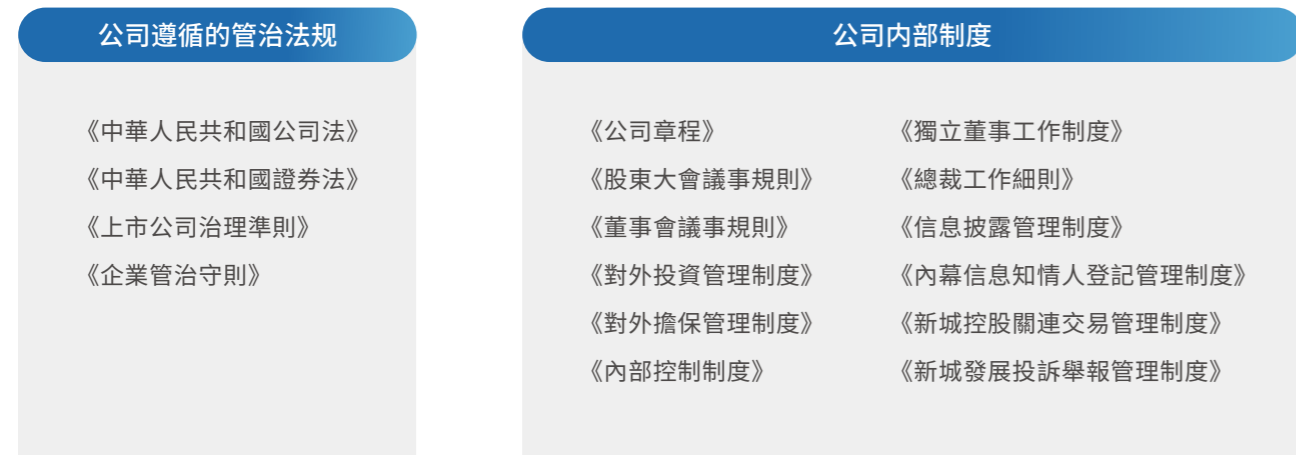 公司遵循的管治法规
《中華人民共和國公司法》
《中華人民共和國證券法》
《上市公司治理準則》
《企業管治守則》
公司内部制度
《公司章程》
《股東大會議事規則》
《董事會議事規則》
《對外投資管理制度》
《對外擔保管理制度》
《內部控制制度》
《獨立董事工作制度》
《總裁工作細則》
《信息披露管理制度》
《內幕信息知情人登記管理制度》
《新城控股關連交易管理制度》
《新城發展投訴舉報管理制度》